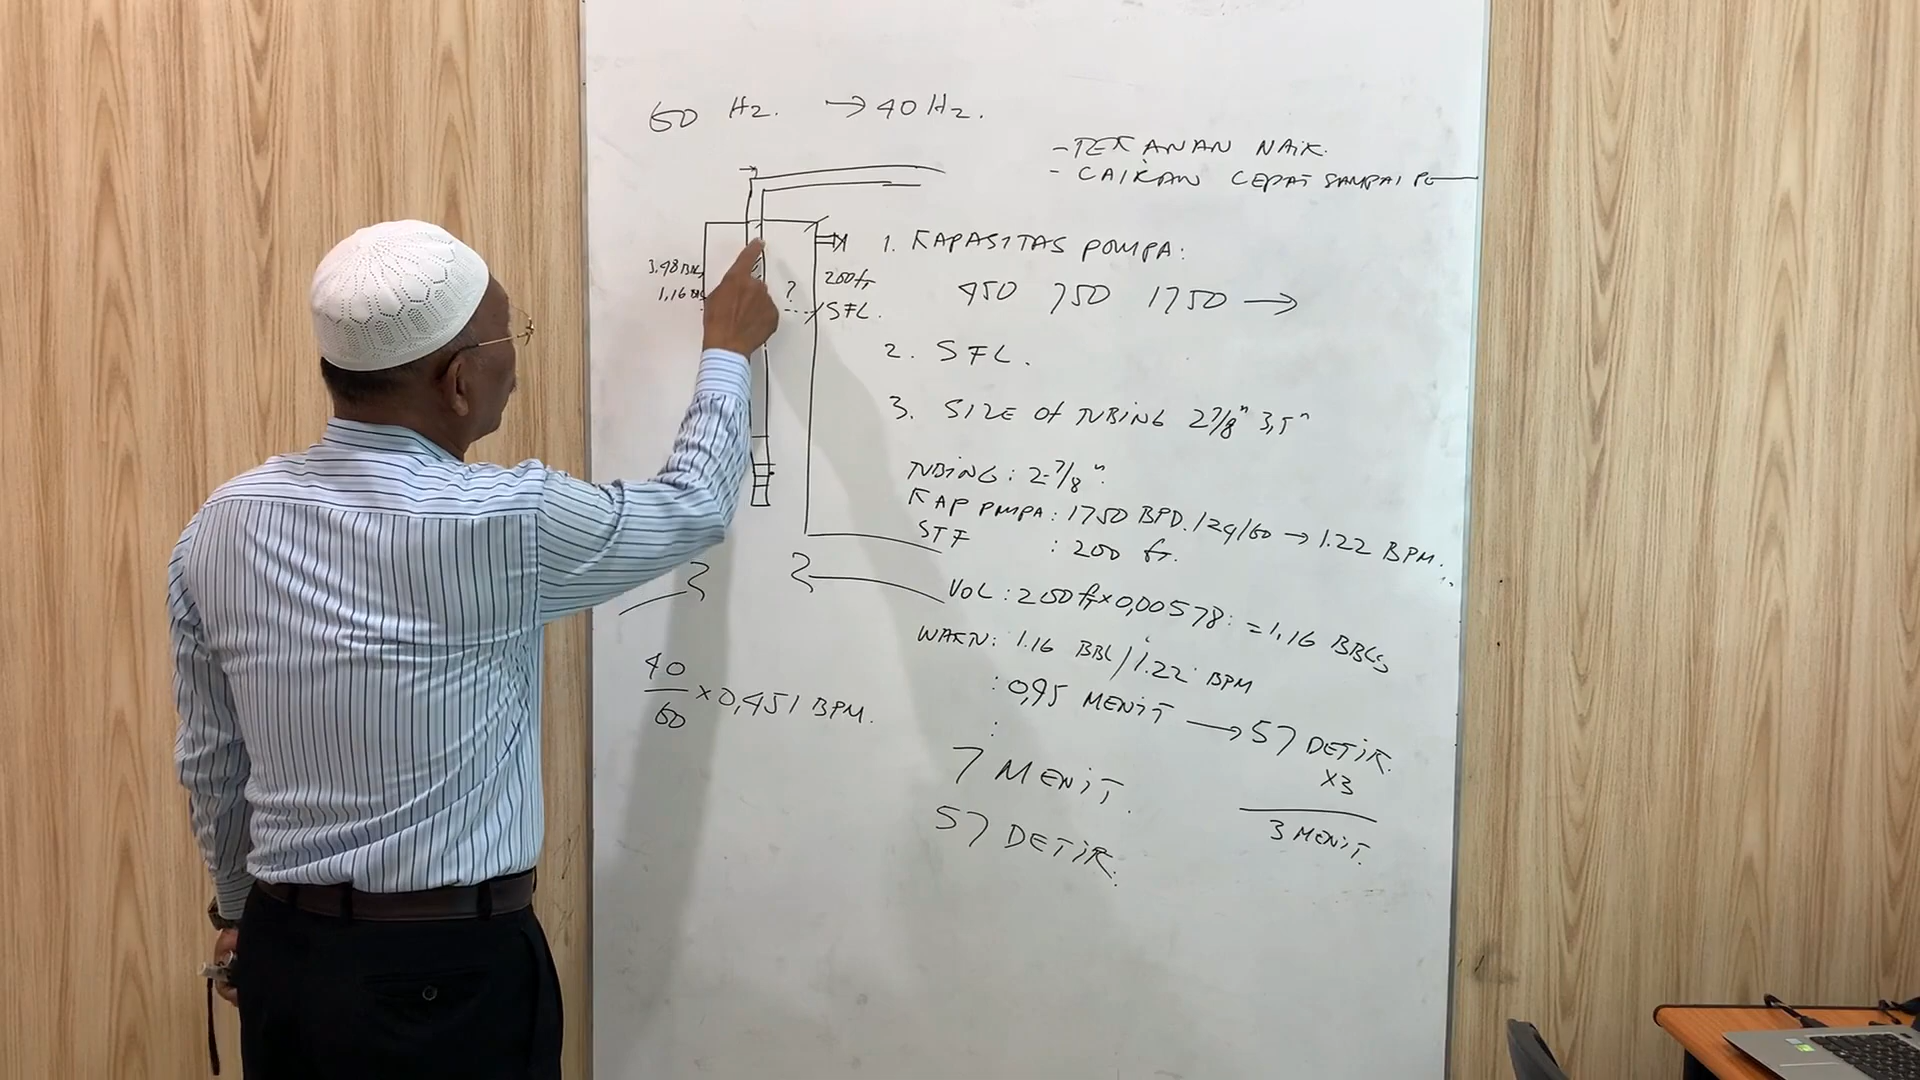 60 Hz. → 40 Hz.
- TEKANAN NAIK.
- CAIRAN CEPAT SAMPAI
1. KAPASITAS POMPA:
450 750 1750 →
3,48 BBLS
1,16 BBLS
?
200 ft
SFL.
2. SFL.
3. SIZE OF TUBING 2 7/8" 3,5"
TUBING: 2-7/8".
KAP PMPA: 1750 BPD. /24/60 → 1.22 BPM.
STF : 200 ft.
VOL: 200 ft x 0,00578: = 1,16 BBLS
WAKTU: 1.16 BBL/1.22 BPM
: 0,95 MENIT → 57 DETIK.
x3
3 MENIT.
:
7 MENIT.
57 DETIK.
40/60 x 0,451 BPM.